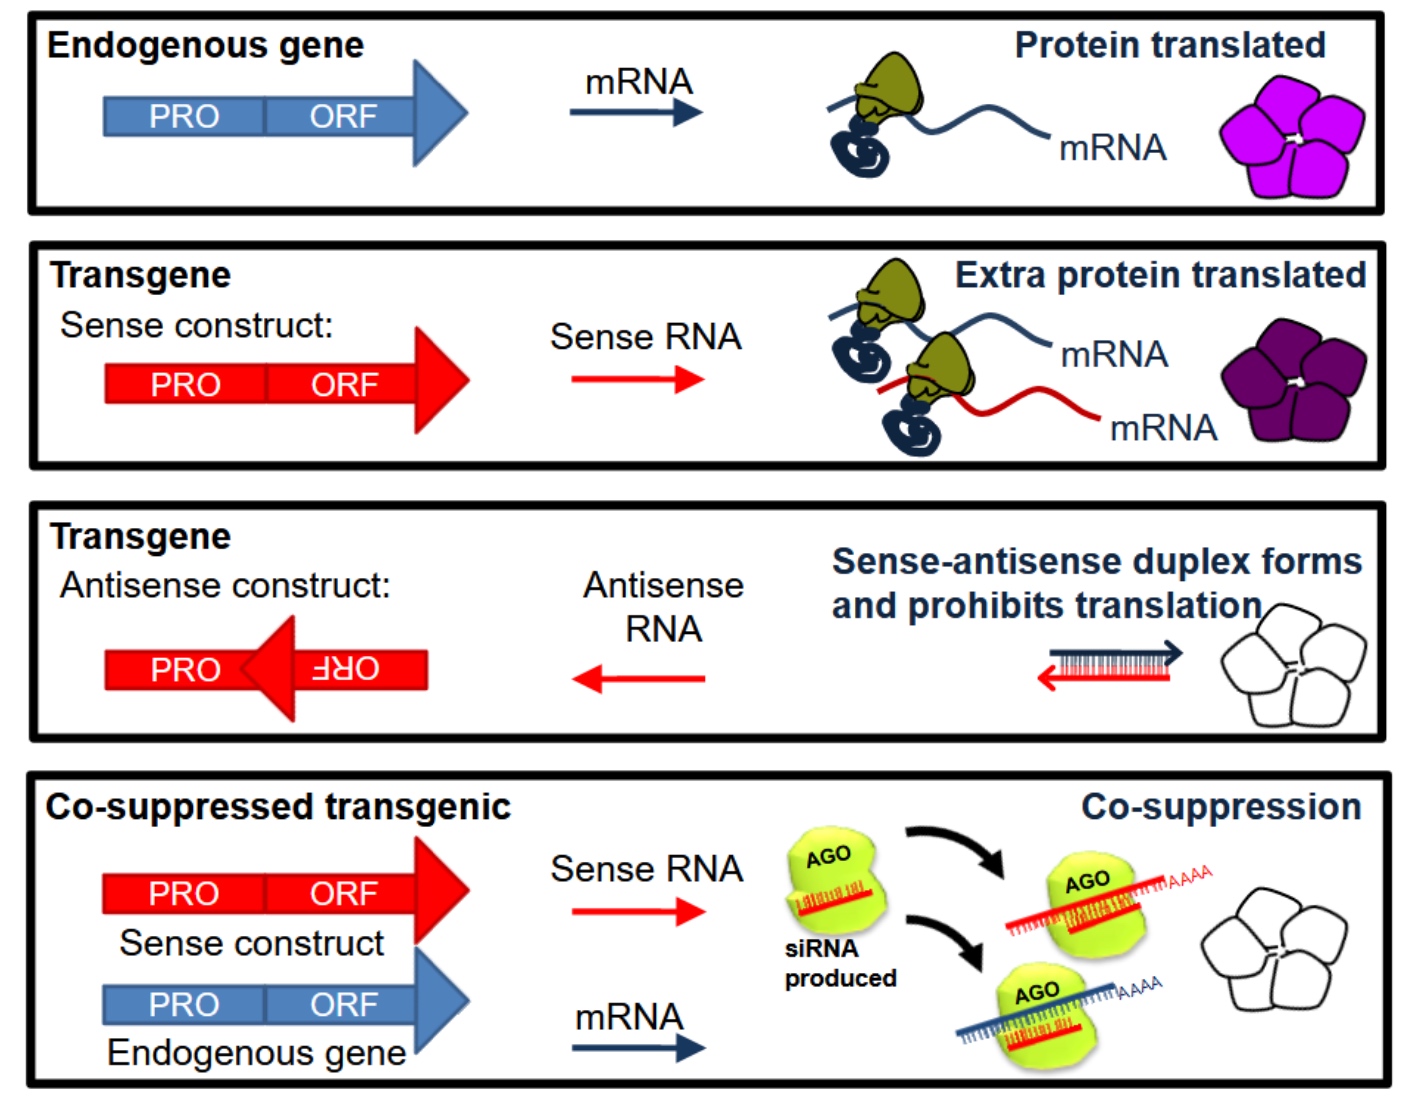 Endogenous gene
Protein translated
PRO
ORF
mRNA
mRNA
Transgene
Extra protein translated
Sense construct:
Sense RNA
PRO
ORF
mRNA
mRNA
Transgene
Antisense construct:
Antisense
RNA
Sense-antisense duplex forms
and prohibits translation
PRO
ORF
Co-suppressed transgenic
Co-suppression
PRO
ORF
Sense construct
Sense RNA
AGO
siRNA
produced
AGO
AAAA
PRO
ORF
Endogenous gene
mRNA
AGO
AAAA